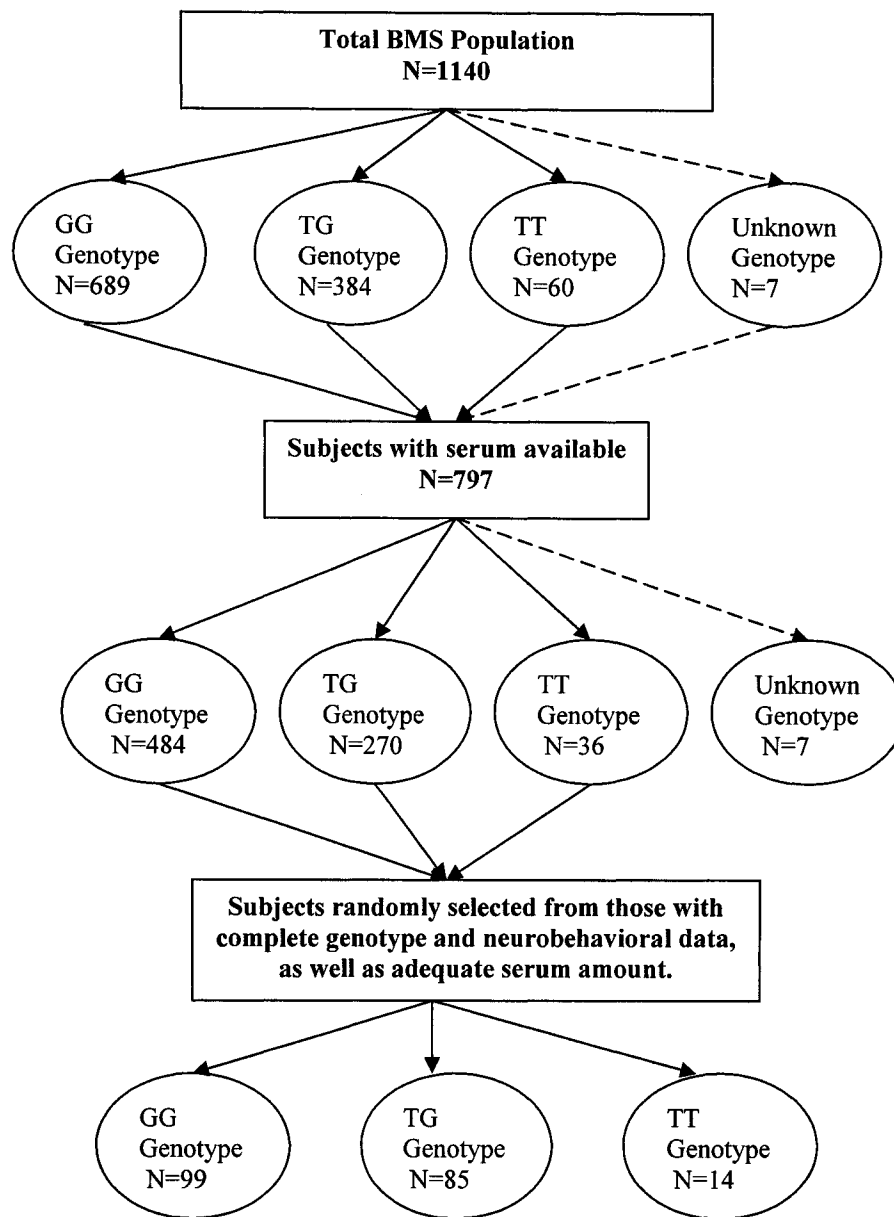 Total BMS Population
N=1140
GG
Genotype
N=689
TG
Genotype
N=384
TT
Genotype
N=60
Unknown
Genotype
N=7
Subjects with serum available
N=797
GG
Genotype
N=484
TG
Genotype
N=270
TT
Genotype
N=36
Unknown
Genotype
N=7
Subjects randomly selected from those with
complete genotype and neurobehavioral data,
as well as adequate serum amount.
GG
Genotype
N=99
TG
Genotype
N=85
TT
Genotype
N=14